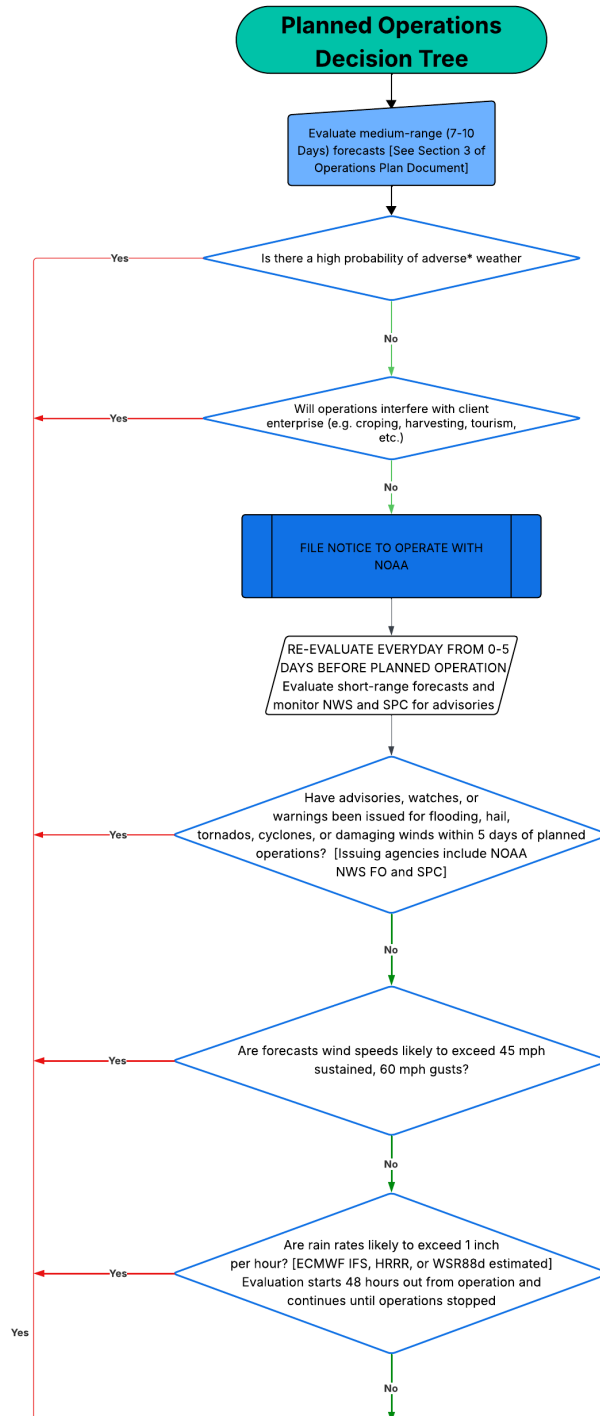 Planned Operations
Decision Tree
Evaluate medium-range (7-10
Days) forecasts [See Section 3 of
Operations Plan Document]
Yes
Is there a high probability of adverse* weather
No
Yes
Will operations interfere with client
enterprise (e.g. croping, harvesting, tourism,
etc.)
No
FILE NOTICE TO OPERATE WITH
NOAA
RE-EVALUATE EVERYDAY FROM 0-5
DAYS BEFORE PLANNED OPERATION
Evaluate short-range forecasts and
monitor NWS and SPC for advisories
Yes
Have advisories, watches, or
warnings been issued for flooding, hail,
tornados, cyclones, or damaging winds within 5 days of planned
operations? [Issuing agencies include NOAA
NWS FO and SPC]
No
Yes
Are forecasts wind speeds likely to exceed 45 mph
sustained, 60 mph gusts?
No
Yes
Are rain rates likely to exceed 1 inch
per hour? [ECMWF IFS, HRRR, or WSR88d estimated]
Evaluation starts 48 hours out from operation and
continues until operations stopped
Yes
No